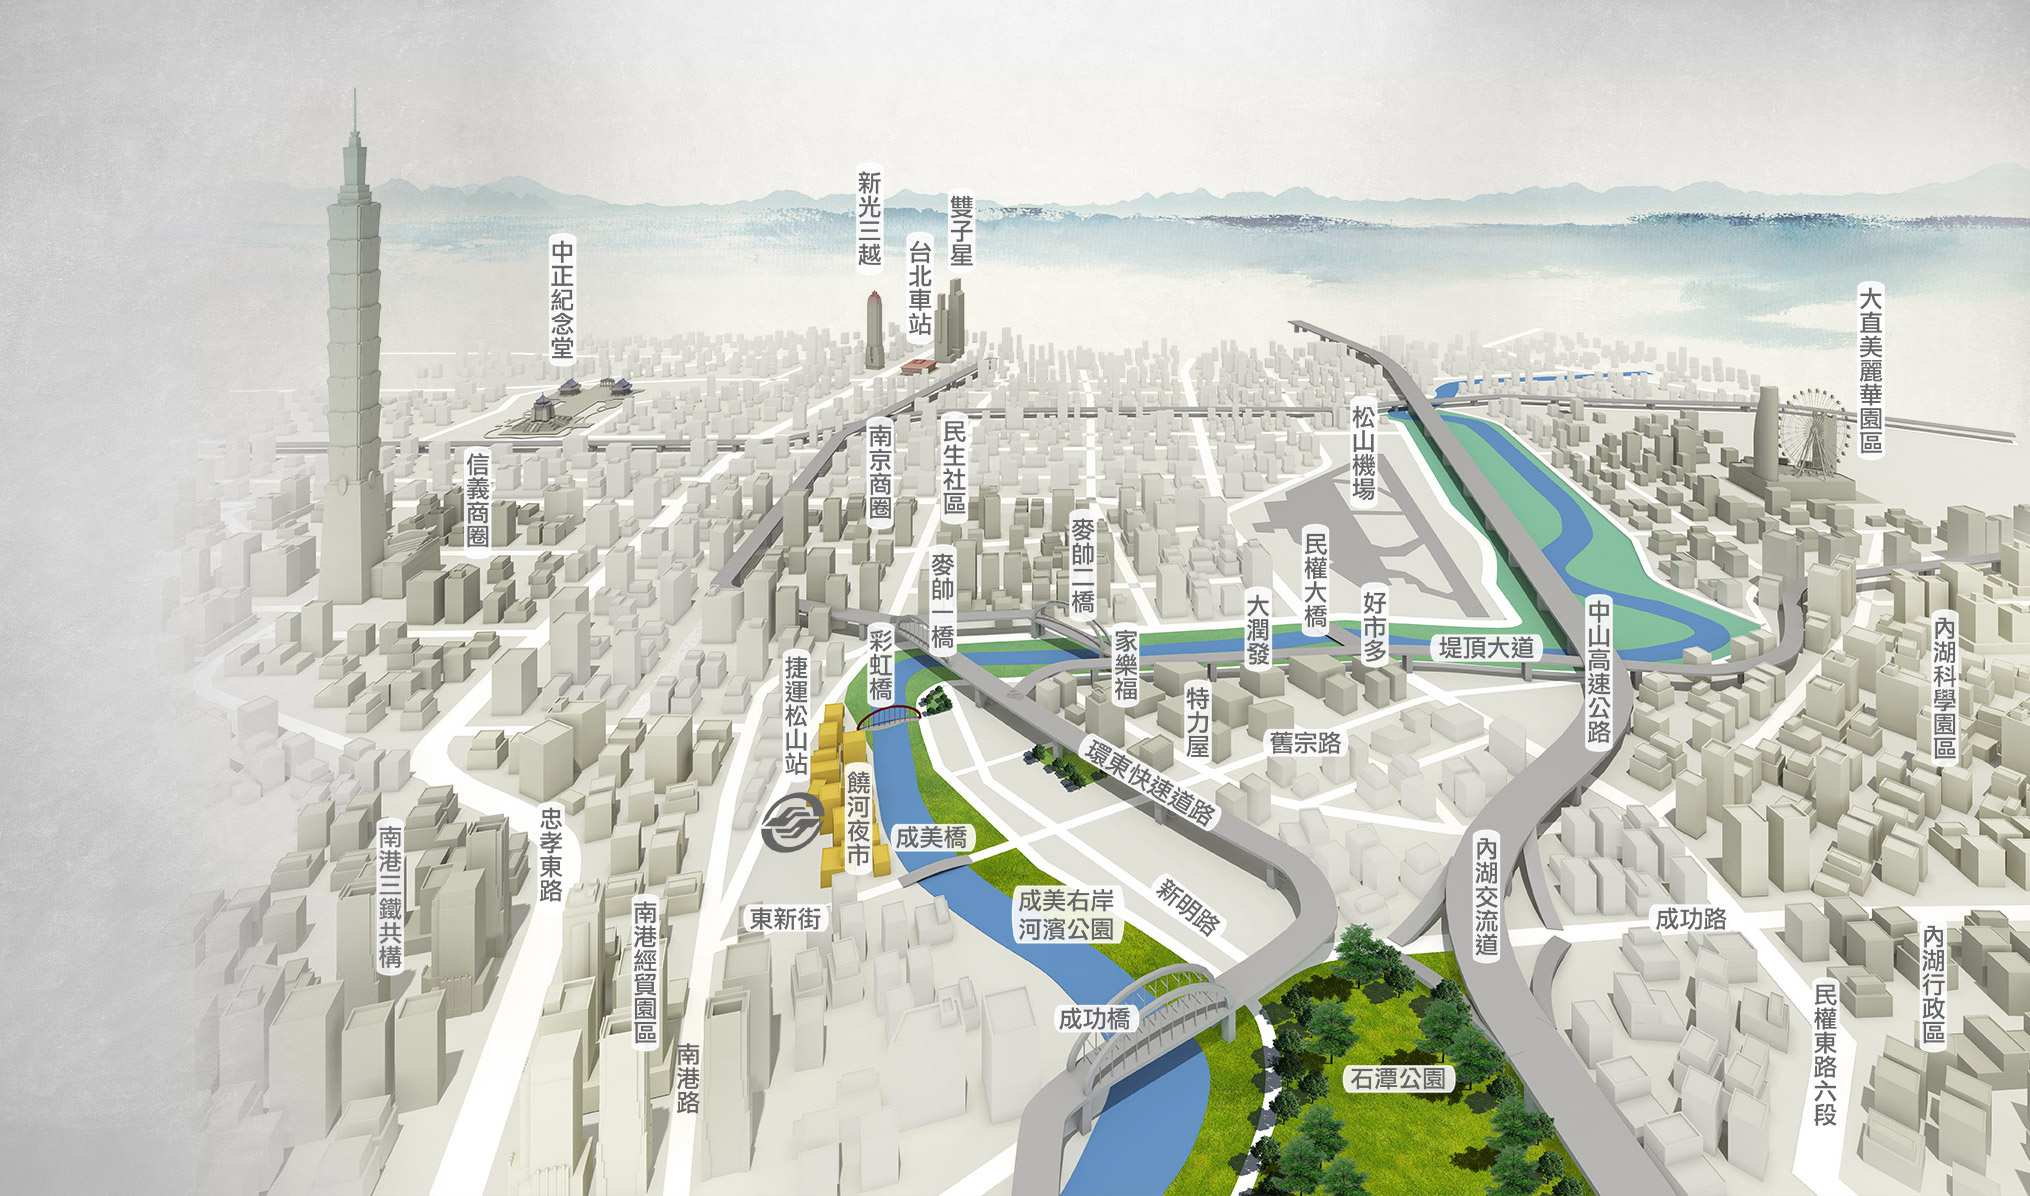 新光三越
雙子星
中正紀念堂
台北車站
大直美麗華園區
松山機場
民生社區
南京商圈
信義商圈
麥帥二橋
麥帥一橋
民權大橋
好市多
大潤發
中山高速公路
內湖科學園區
彩虹橋
家樂福
堤頂大道
捷運松山站
特力屋
舊宗路
環東快速道路
饒河夜市
忠孝東路
南港三鐵共構
成美橋
內湖交流道
新明路
成美右岸
河濱公園
南港經貿園區
東新街
成功路
內湖行政區
民權東路六段
成功橋
南港路
石潭公園